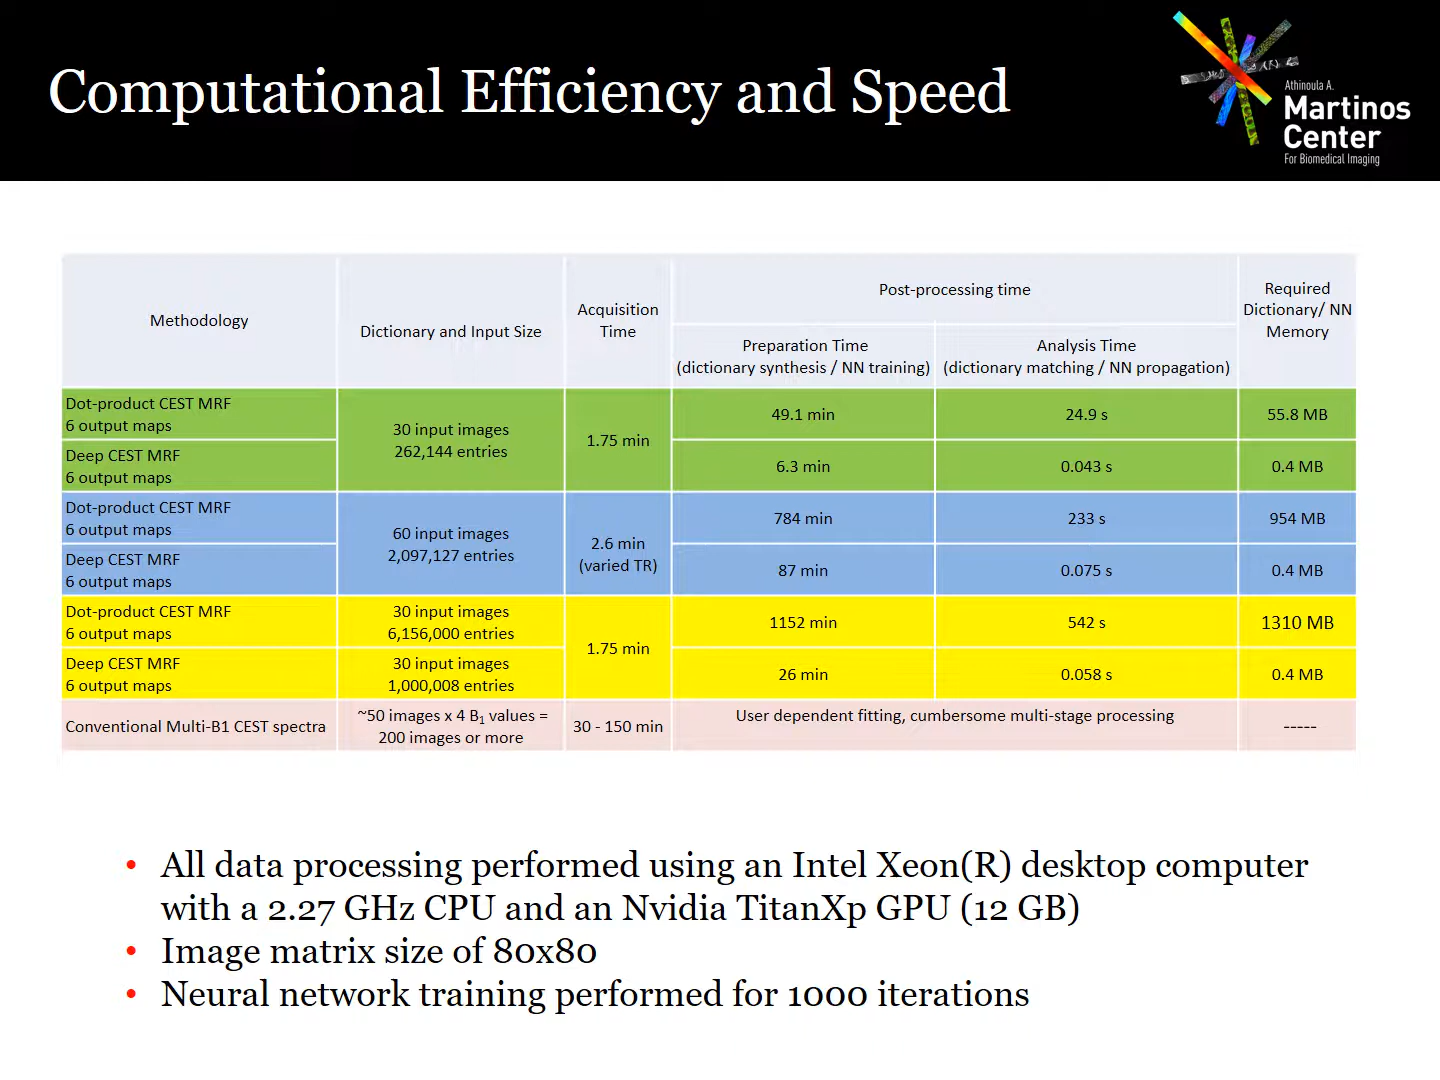 Computational Efficiency and Speed
Athinoula A.
Martinos
Center
For Biomedical Imaging
Methodology
Dictionary and Input Size
Acquisition
Time
Post-processing time
Required
Dictionary/ NN
Memory
Preparation Time
(dictionary synthesis / NN training)
Analysis Time
(dictionary matching / NN propagation)
Dot-product CEST MRF
6 output maps
30 input images
262,144 entries
1.75 min
49.1 min
24.9 s
55.8 MB
Deep CEST MRF
6 output maps
6.3 min
0.043 s
0.4 MB
Dot-product CEST MRF
6 output maps
60 input images
2,097,127 entries
2.6 min
(varied TR)
784 min
233 s
954 MB
Deep CEST MRF
6 output maps
87 min
0.075 s
0.4 MB
Dot-product CEST MRF
6 output maps
30 input images
6,156,000 entries
1.75 min
1152 min
542 s
1310 MB
Deep CEST MRF
6 output maps
30 input images
1,000,008 entries
26 min
0.058 s
0.4 MB
Conventional Multi-B1 CEST spectra
~50 images x 4 B₁ values =
200 images or more
30 - 150 min
User dependent fitting, cumbersome multi-stage processing
-----
• All data processing performed using an Intel Xeon(R) desktop computer
with a 2.27 GHz CPU and an Nvidia TitanXp GPU (12 GB)
• Image matrix size of 80x80
• Neural network training performed for 1000 iterations